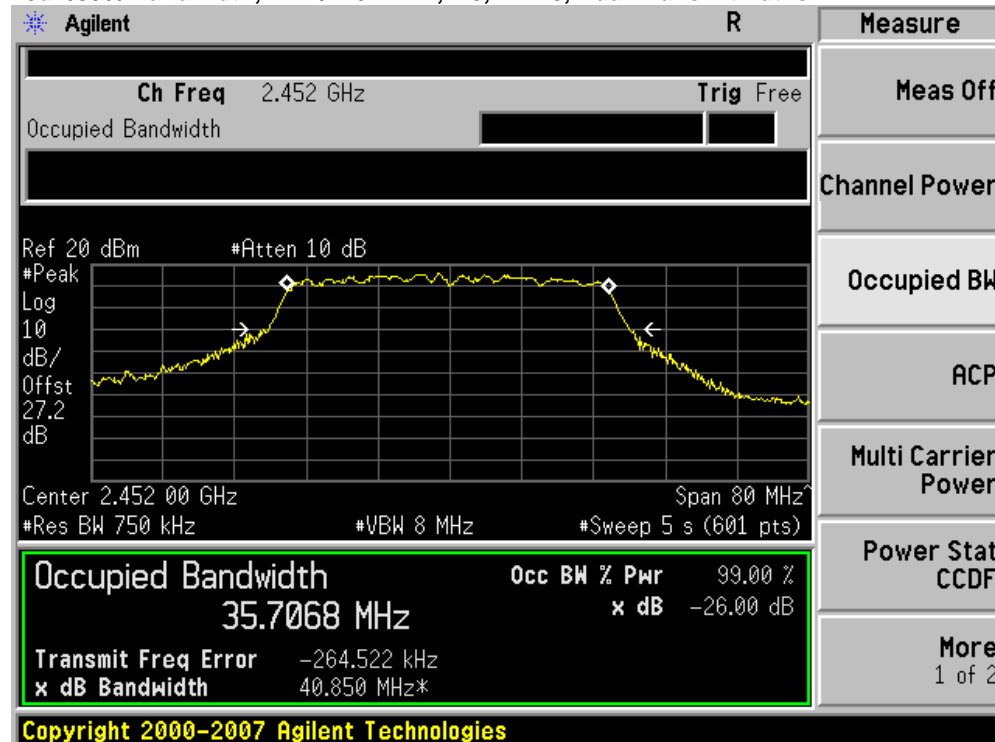 Agilent R Measure
Ch Freq 2.452 GHz Trig Free
Meas Off
Occupied Bandwidth
Channel Power
Ref 20 dBm #Atten 10 dB
#Peak
Log
10
dB/
Offst
27.2
dB
Occupied BW
ACP
Multi Carrier
Power
Center 2.452 00 GHz Span 80 MHz^
#Res BW 750 kHz #VBW 8 MHz #Sweep 5 s (601 pts)
Power Stat
CCDF
Occupied Bandwidth
35.7068 MHz
Occ BW % Pwr 99.00 %
x dB -26.00 dB
Transmit Freq Error -264.522 kHz
x dB Bandwidth 40.850 MHz*
More
1 of 2
Copyright 2000-2007 Agilent Technologies